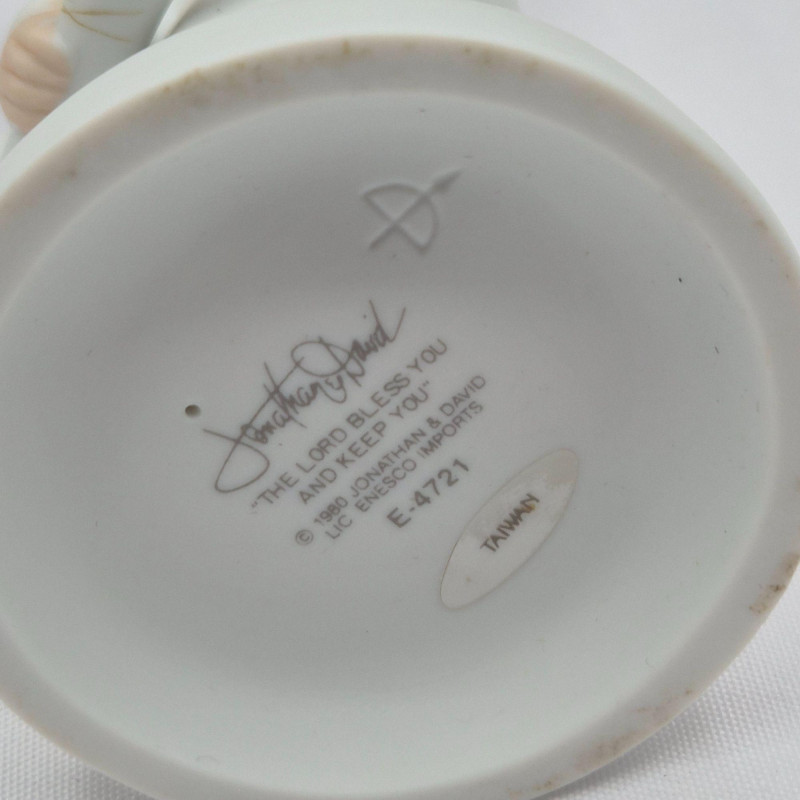 Jonathan & David
"THE LORD BLESS YOU
AND KEEP YOU"
© 1980 JONATHAN & DAVID
LIC ENESCO IMPORTS
E-4721
TAIWAN